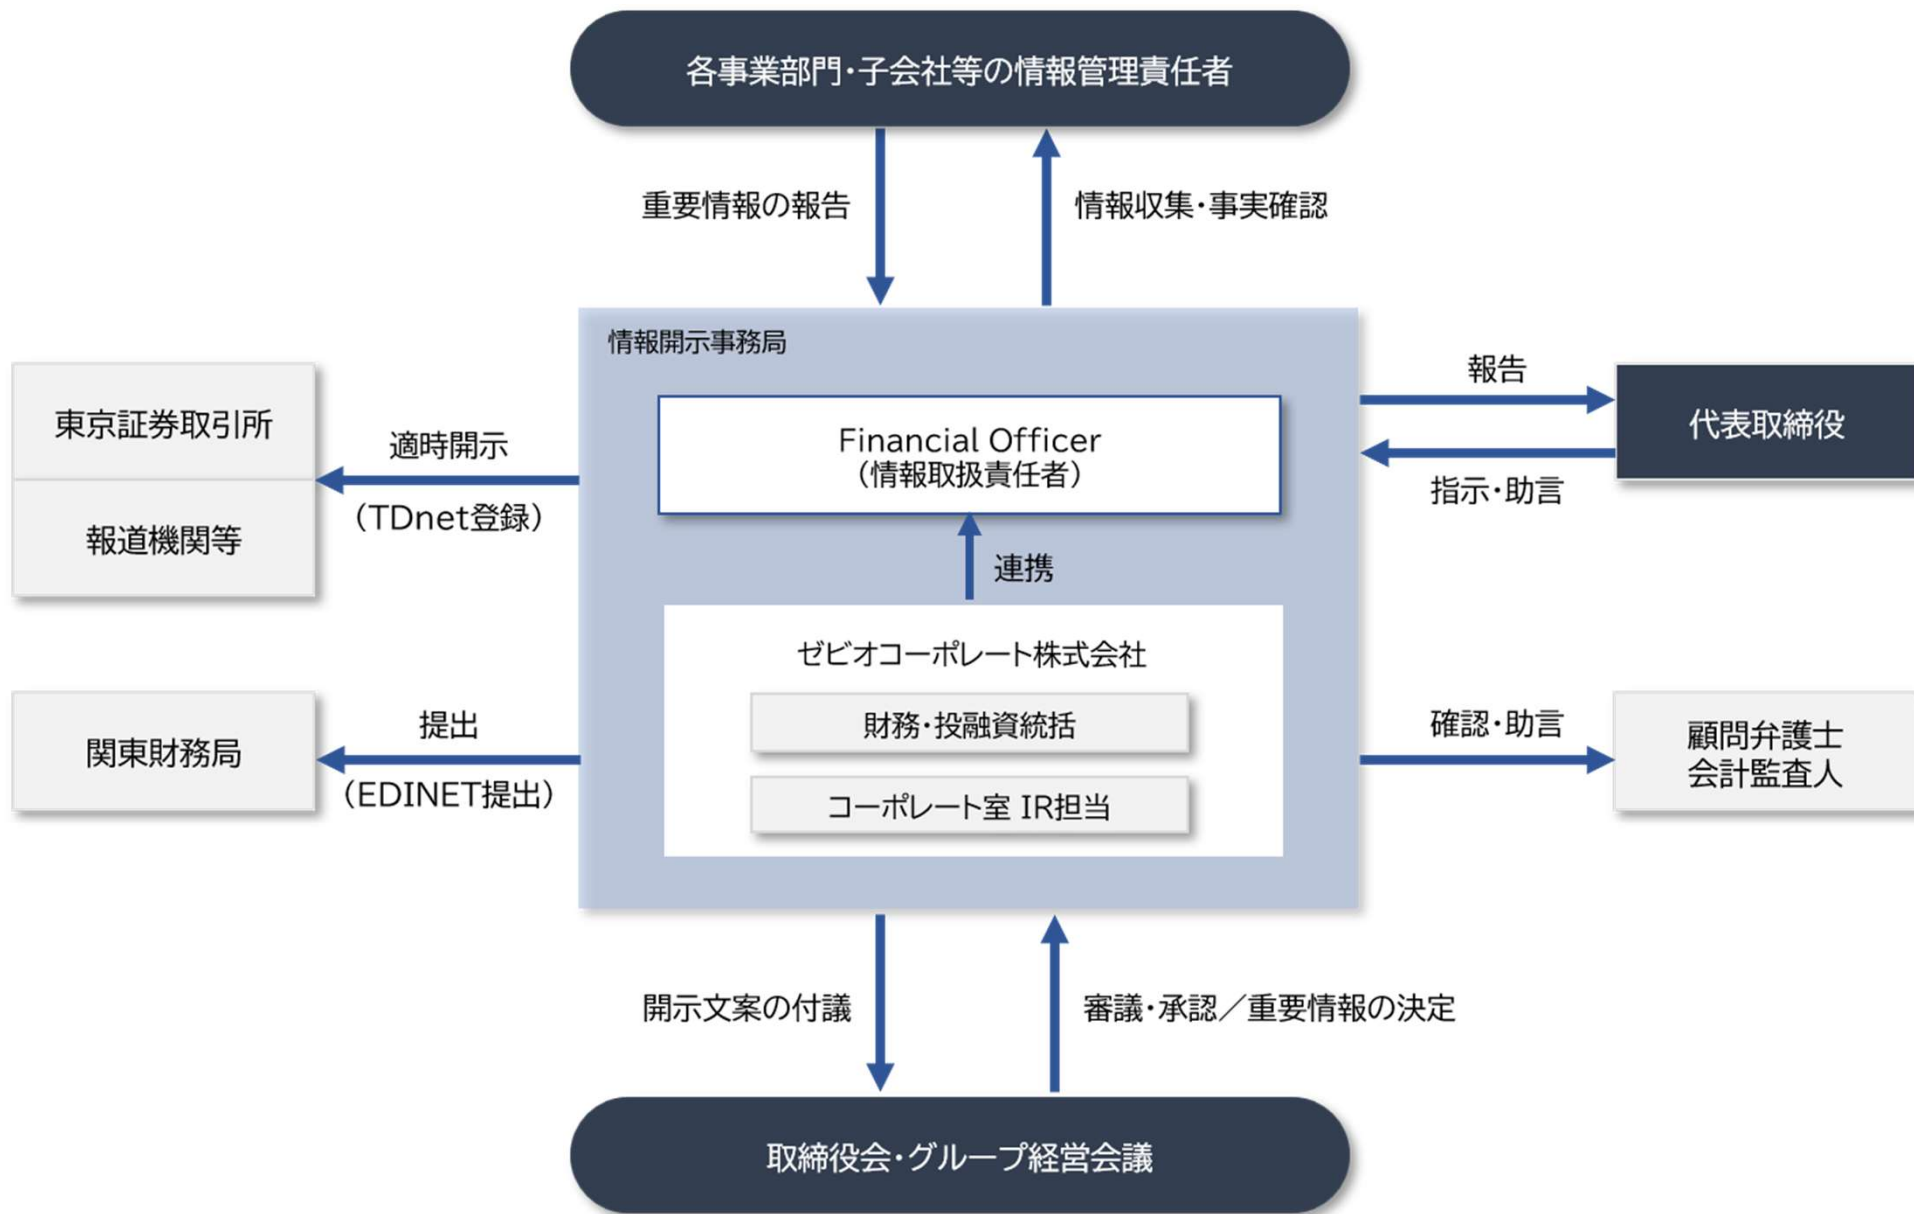 各事業部門・子会社等の情報管理責任者
重要情報の報告
情報収集・事実確認
情報開示事務局
Financial Officer
（情報取扱責任者）
連携
ゼビオコーポレート株式会社
財務・投融資統括
コーポレート室 IR担当
東京証券取引所
報道機関等
適時開示
（TDnet登録）
関東財務局
提出
（EDINET提出）
報告
代表取締役
指示・助言
確認・助言
顧問弁護士
会計監査人
開示文案の付議
審議・承認／重要情報の決定
取締役会・グループ経営会議